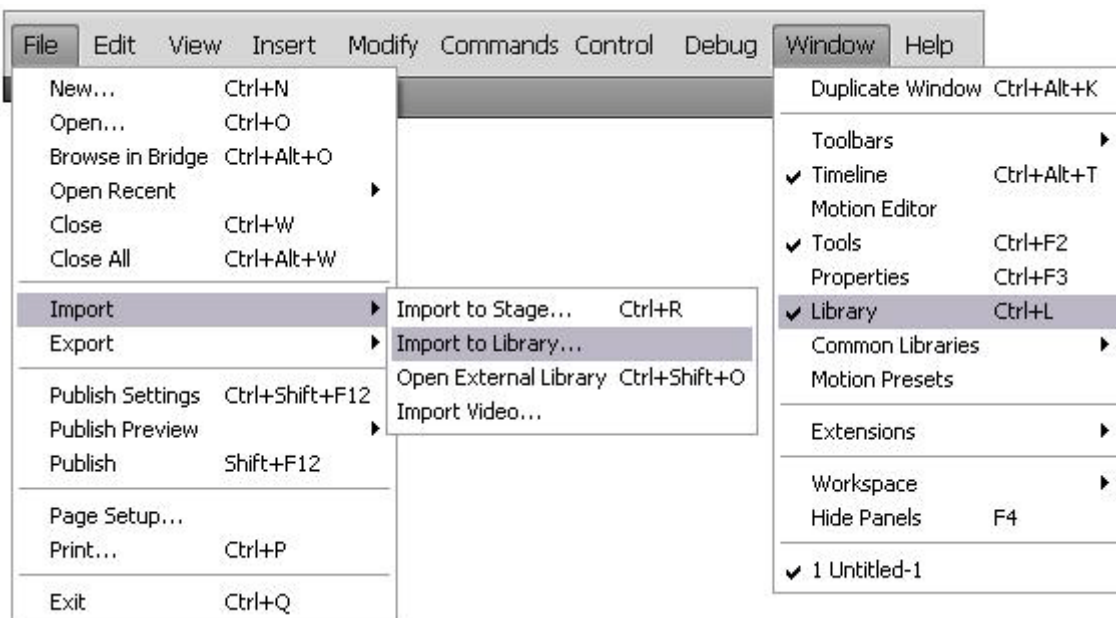 File Edit View Insert Modify Commands Control Debug Window Help
New... Ctrl+N
Open... Ctrl+O
Browse in Bridge Ctrl+Alt+O
Open Recent
Close Ctrl+W
Close All Ctrl+Alt+W
Import
Export
Publish Settings Ctrl+Shift+F12
Publish Preview
Publish Shift+F12
Page Setup...
Print... Ctrl+P
Exit Ctrl+Q
Import to Stage... Ctrl+R
Import to Library...
Open External Library Ctrl+Shift+O
Import Video...
Duplicate Window Ctrl+Alt+K
Toolbars
Timeline Ctrl+Alt+T
Motion Editor
Tools Ctrl+F2
Properties Ctrl+F3
Library Ctrl+L
Common Libraries
Motion Presets
Extensions
Workspace
Hide Panels F4
1 Untitled-1